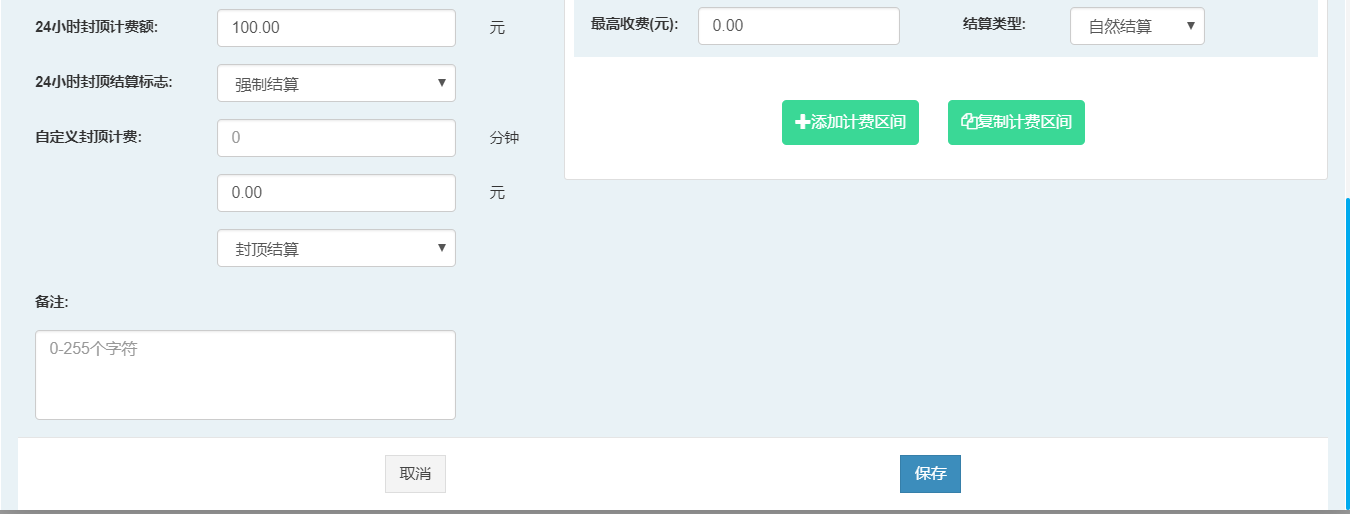 24小时封顶计费额: 100.00 元
24小时封顶结算标志: 强制结算
自定义封顶计费: 0 分钟
0.00 元
封顶结算
备注:
0-255个字符
最高收费(元): 0.00 结算类型: 自然结算
添加计费区间 复制计费区间
取消 保存